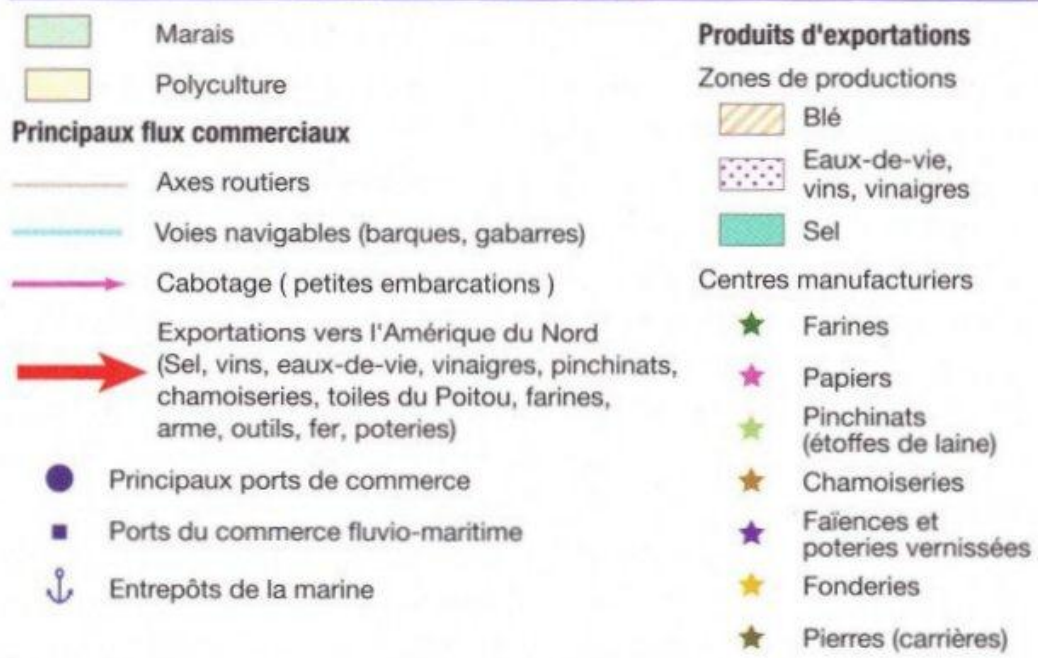 Marais
Polyculture
Principaux flux commerciaux
Axes routiers
Voies navigables (barques, gabarres)
Cabotage ( petites embarcations )
Exportations vers l'Amérique du Nord
(Sel, vins, eaux-de-vie, vinaigres, pinchinats,
chamoiseries, toiles du Poitou, farines,
arme, outils, fer, poteries)
Principaux ports de commerce
Ports du commerce fluvio-maritime
Entrepôts de la marine
Produits d'exportations
Zones de productions
Blé
Eaux-de-vie,
vins, vinaigres
Sel
Centres manufacturiers
Farines
Papiers
Pinchinats
(étoffes de laine)
Chamoiseries
Faïences et
poteries vernissées
Fonderies
Pierres (carrières)